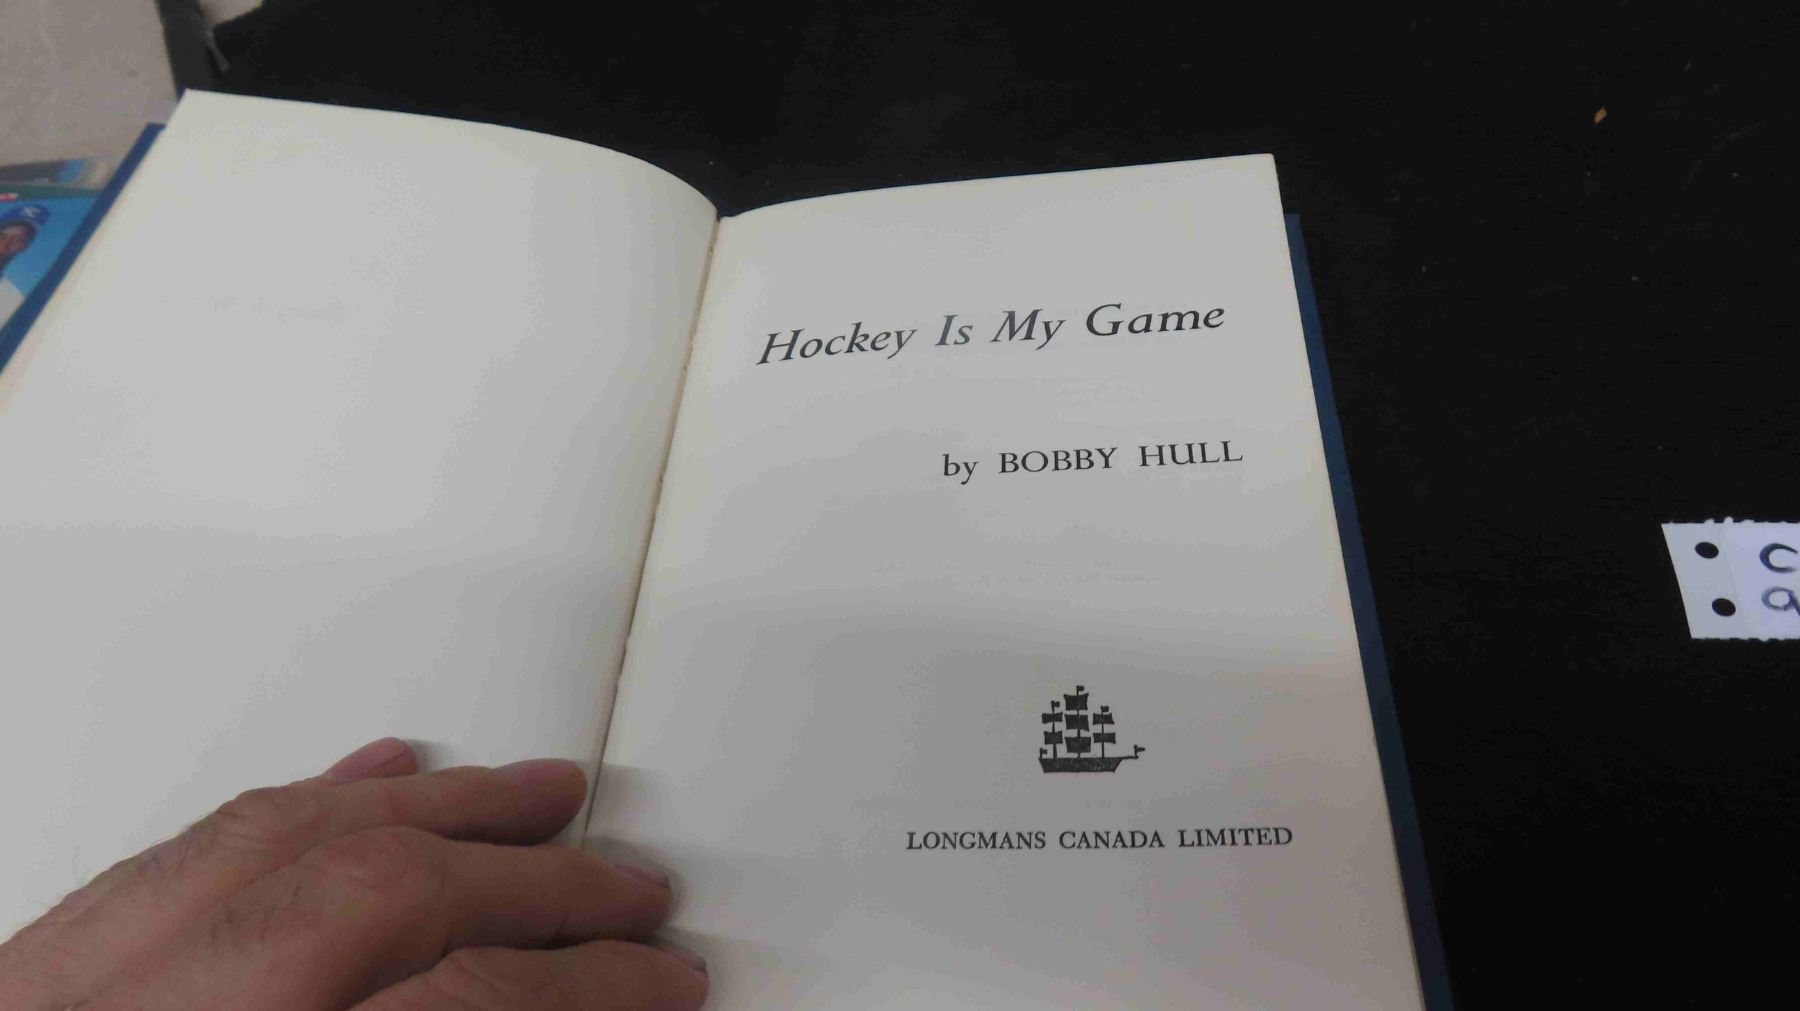 Hockey Is My Game
by BOBBY HULL
LONGMANS CANADA LIMITED